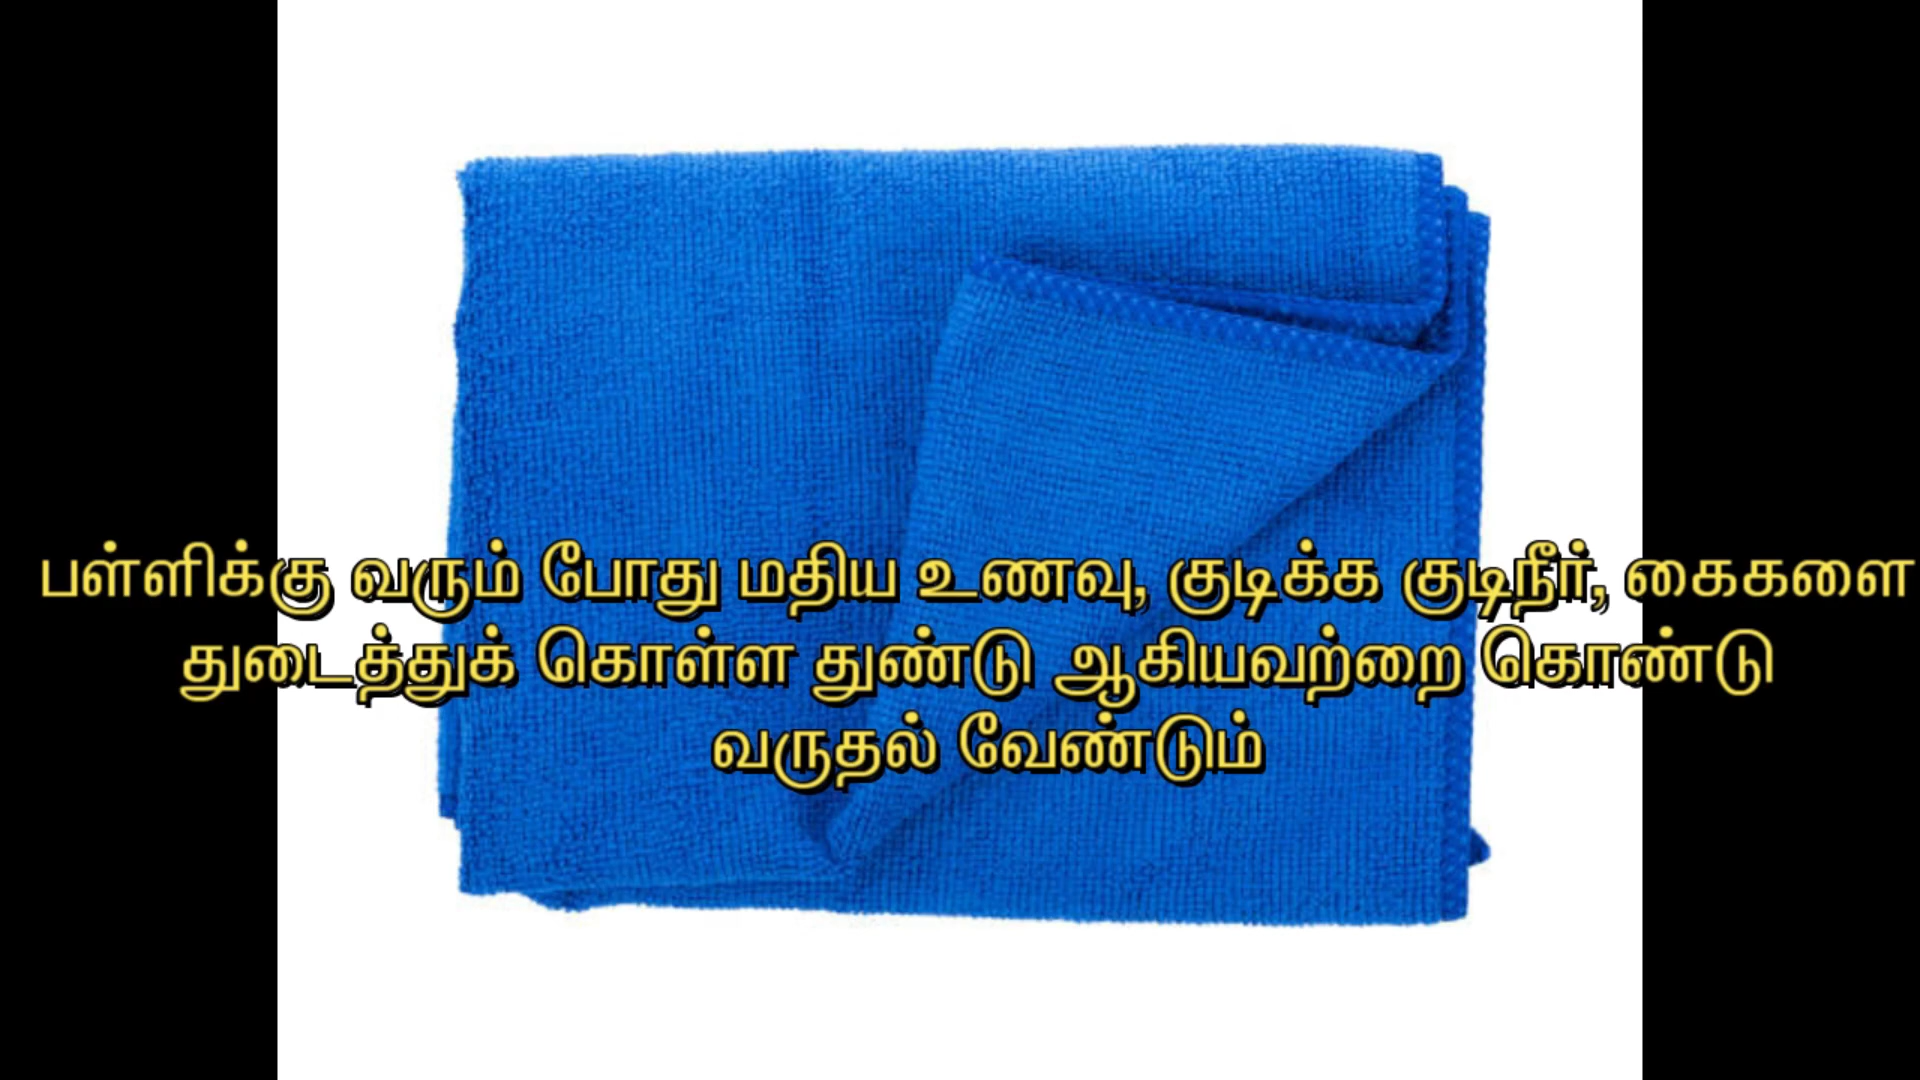 பள்ளிக்கு வரும் போது மதிய உணவு, குடிக்க குடிநீர், கைகளை
துடைத்துக் கொள்ள துண்டு ஆகியவற்றை கொண்டு
வருதல் வேண்டும்